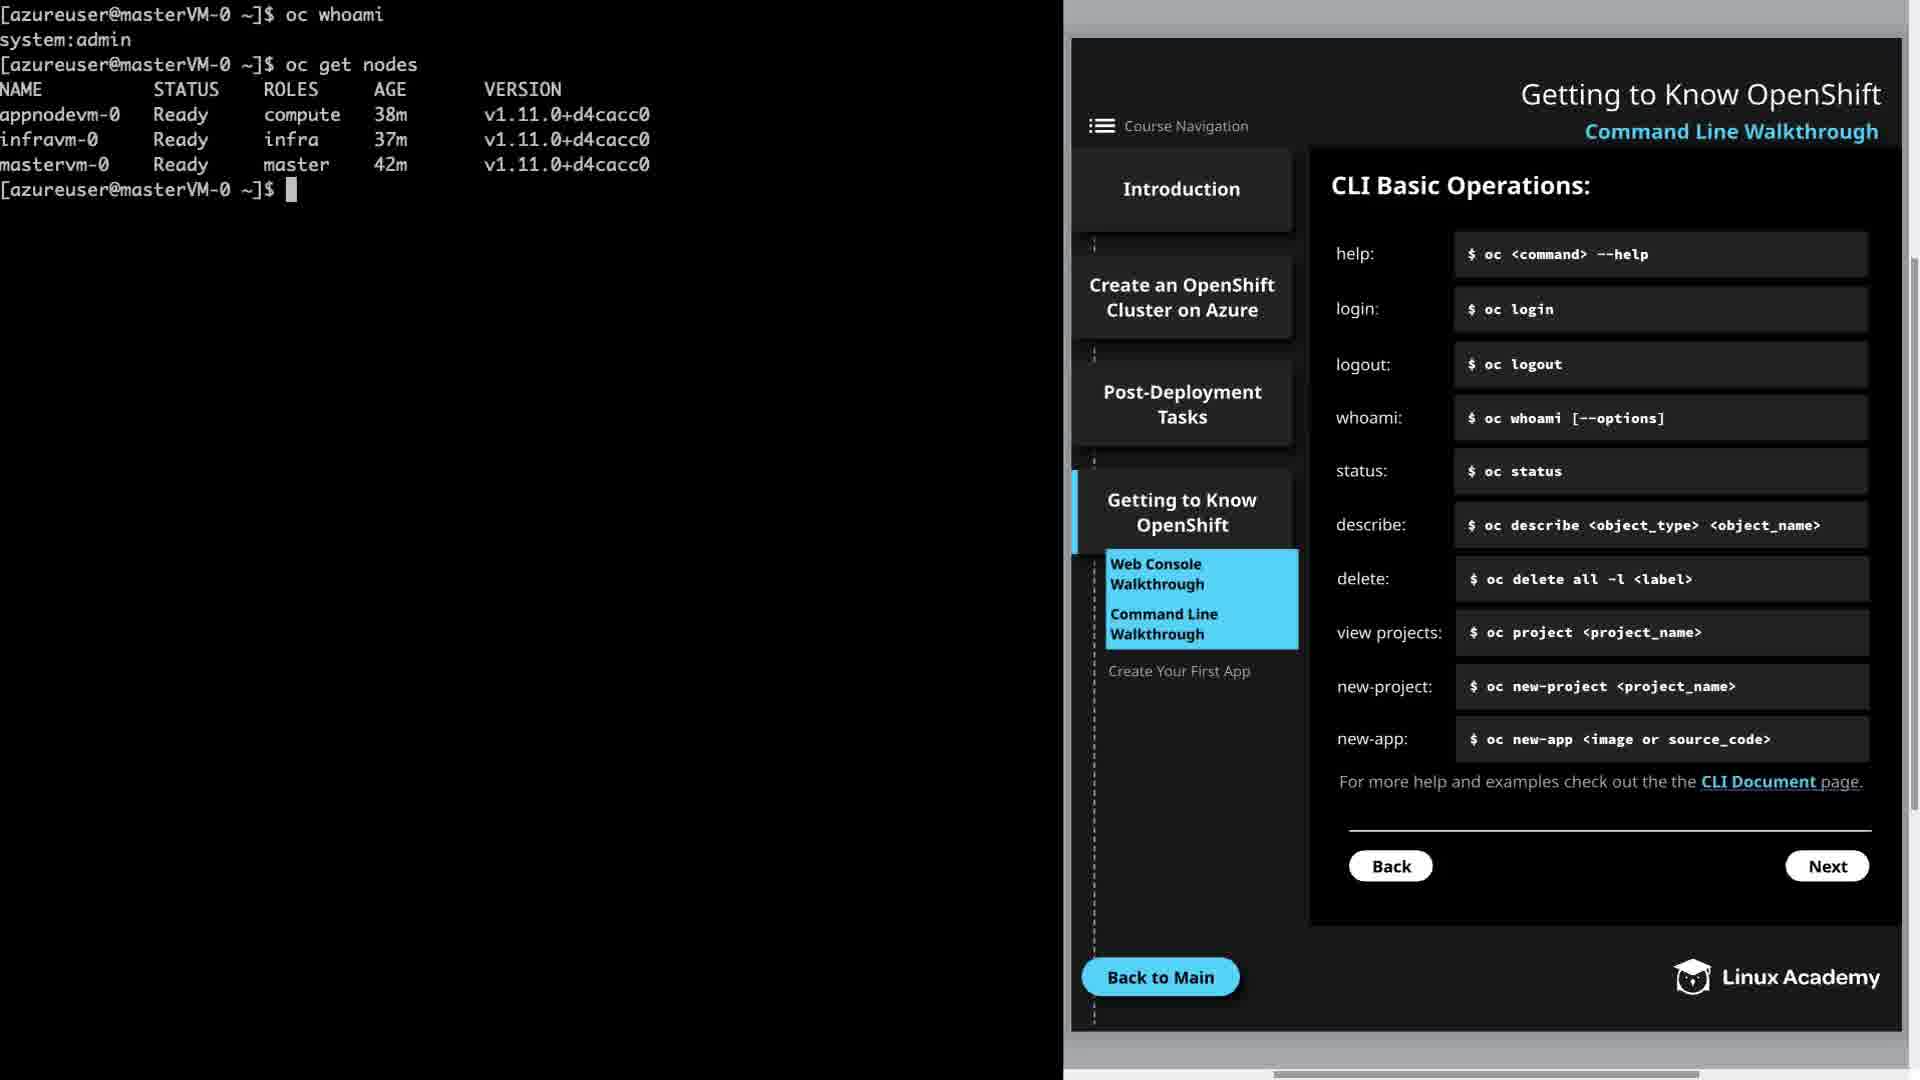 [azureuser@masterVM-0 ~]$ oc whoami
system:admin
[azureuser@masterVM-0 ~]$ oc get nodes
NAME STATUS ROLES AGE VERSION
appnodevm-0 Ready compute 38m v1.11.0+d4cacc0
infravm-0 Ready infra 37m v1.11.0+d4cacc0
mastervm-0 Ready master 42m v1.11.0+d4cacc0
[azureuser@masterVM-0 ~]$
Getting to Know OpenShift
Command Line Walkthrough
Course Navigation
Introduction
Create an OpenShift
Cluster on Azure
Post-Deployment
Tasks
Getting to Know
OpenShift
Web Console
Walkthrough
Command Line
Walkthrough
Create Your First App
Back to Main
CLI Basic Operations:
help: $ oc <command> --help
login: $ oc login
logout: $ oc logout
whoami: $ oc whoami [--options]
status: $ oc status
describe: $ oc describe <object_type> <object_name>
delete: $ oc delete all -l <label>
view projects: $ oc project <project_name>
new-project: $ oc new-project <project_name>
new-app: $ oc new-app <image or source_code>
For more help and examples check out the the CLI Document page.
Back
Next
Linux Academy